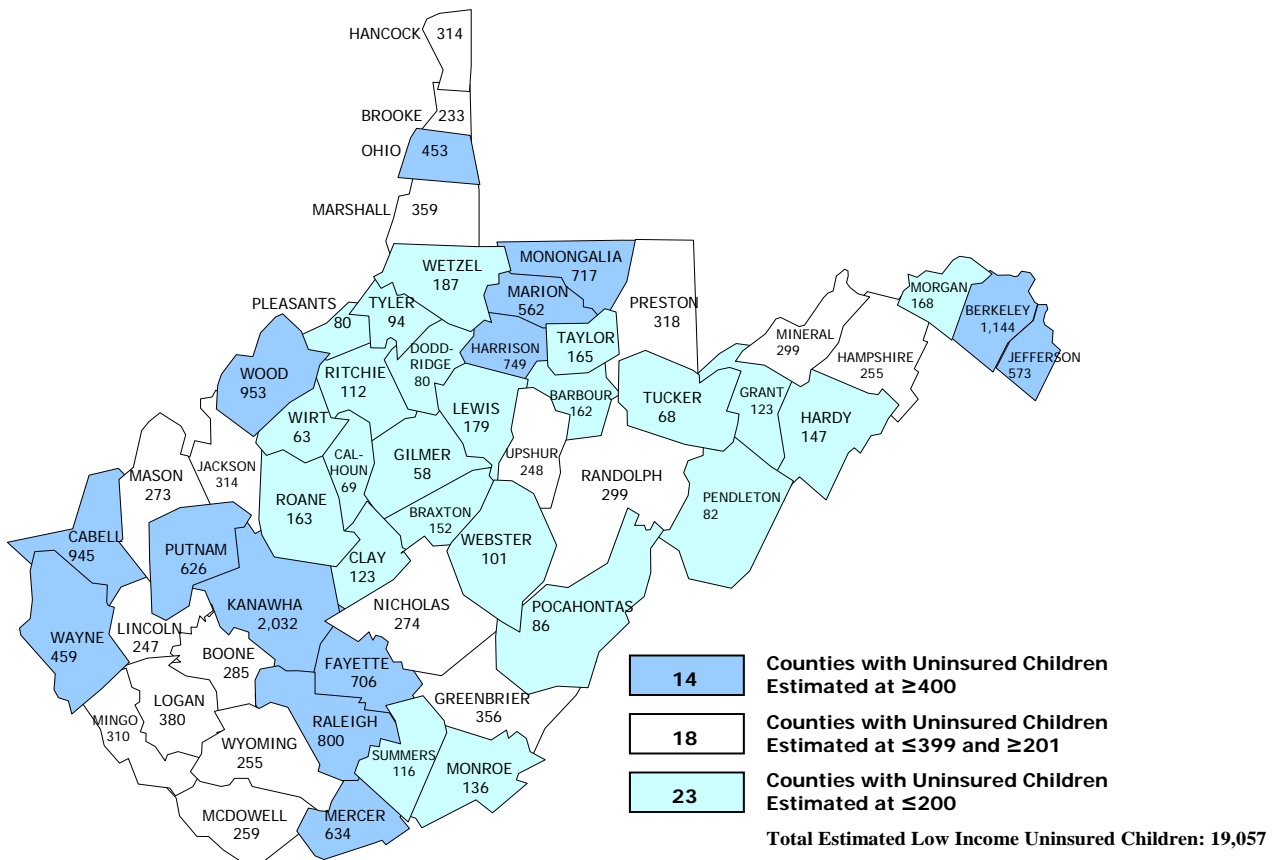 HANCOCK 314
BROOKE 233
OHIO 453
MARSHALL 359
WETZEL
187
MONONGALIA
717
MARION
562
PRESTON
318
PLEASANTS
80
TYLER
94
DODD-
RIDGE
80
HARRISON
749
TAYLOR
165
MORGAN
168
BERKELEY
1,144
JEFFERSON
573
MINERAL
299
HAMPSHIRE
255
WOOD
953
RITCHIE
112
WIRT
63
LEWIS
179
BARBOUR
162
TUCKER
68
GRANT
123
HARDY
147
MASON
273
JACKSON
314
CAL-
HOUN
69
GILMER
58
UPSHUR
248
RANDOLPH
299
PENDLETON
82
ROANE
163
BRAXTON
152
WEBSTER
101
CABELL
945
PUTNAM
626
CLAY
123
KANAWHA
2,032
NICHOLAS
274
POCAHONTAS
86
WAYNE
459
LINCOLN
247
BOONE
285
FAYETTE
706
GREENBRIER
356
LOGAN
380
MINGO
310
WYOMING
255
RALEIGH
800
SUMMERS
116
MONROE
136
MCDOWELL
259
MERCER
634
14 Counties with Uninsured Children
Estimated at ≥400
18 Counties with Uninsured Children
Estimated at ≤399 and ≥201
23 Counties with Uninsured Children
Estimated at ≤200
Total Estimated Low Income Uninsured Children: 19,057